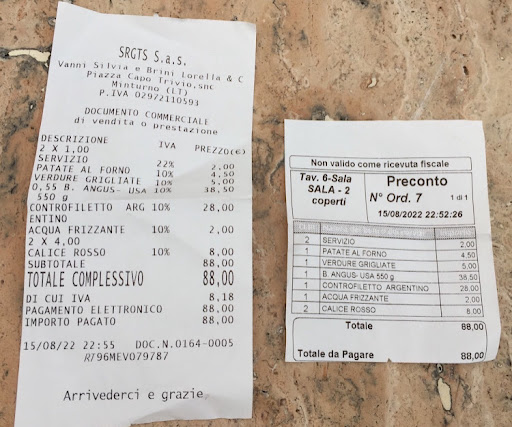 SRGTS S.a.s.
Vanni Silvia e Brini Lorella & C
Piazza Capo Trivio,snc
Minturno (LT)
P.IVA 02972110593
DOCUMENTO COMMERCIALE
di vendita o prestazione
DESCRIZIONE IVA PREZZO(€)
2 X 1,00
SERVIZIO 22% 2,00
PATATE AL FORNO 10% 4,50
VERDURE GRIGLIATE 10% 5,00
0,55 B. ANGUS- USA 10% 38,50
550 g
CONTROFILETTO ARG 10% 28,00
ENTINO
ACQUA FRIZZANTE 10% 2,00
2 X 4,00
CALICE ROSSO 10% 8,00
SUBTOTALE 88,00
TOTALE COMPLESSIVO 88,00
DI CUI IVA 8,18
PAGAMENTO ELETTRONICO 88,00
IMPORTO PAGATO 88,00
15/08/22 22:55 DOC.N.0164-0005
R796MEV079787
Arrivederci e grazie,
Non valido come ricevuta fiscale
Tav. 6-Sala
SALA - 2
coperti
Preconto
N° Ord. 7 1 di 1
15/08/2022 22:52:26
2 SERVIZIO 2,00
1 PATATE AL FORNO 4,50
1 VERDURE GRIGLIATE 5,00
1 B. ANGUS- USA 550 g 38,50
1 CONTROFILETTO ARGENTINO 28,00
1 ACQUA FRIZZANTE 2,00
2 CALICE ROSSO 8,00
Totale 88,00
Totale da Pagare 88,00